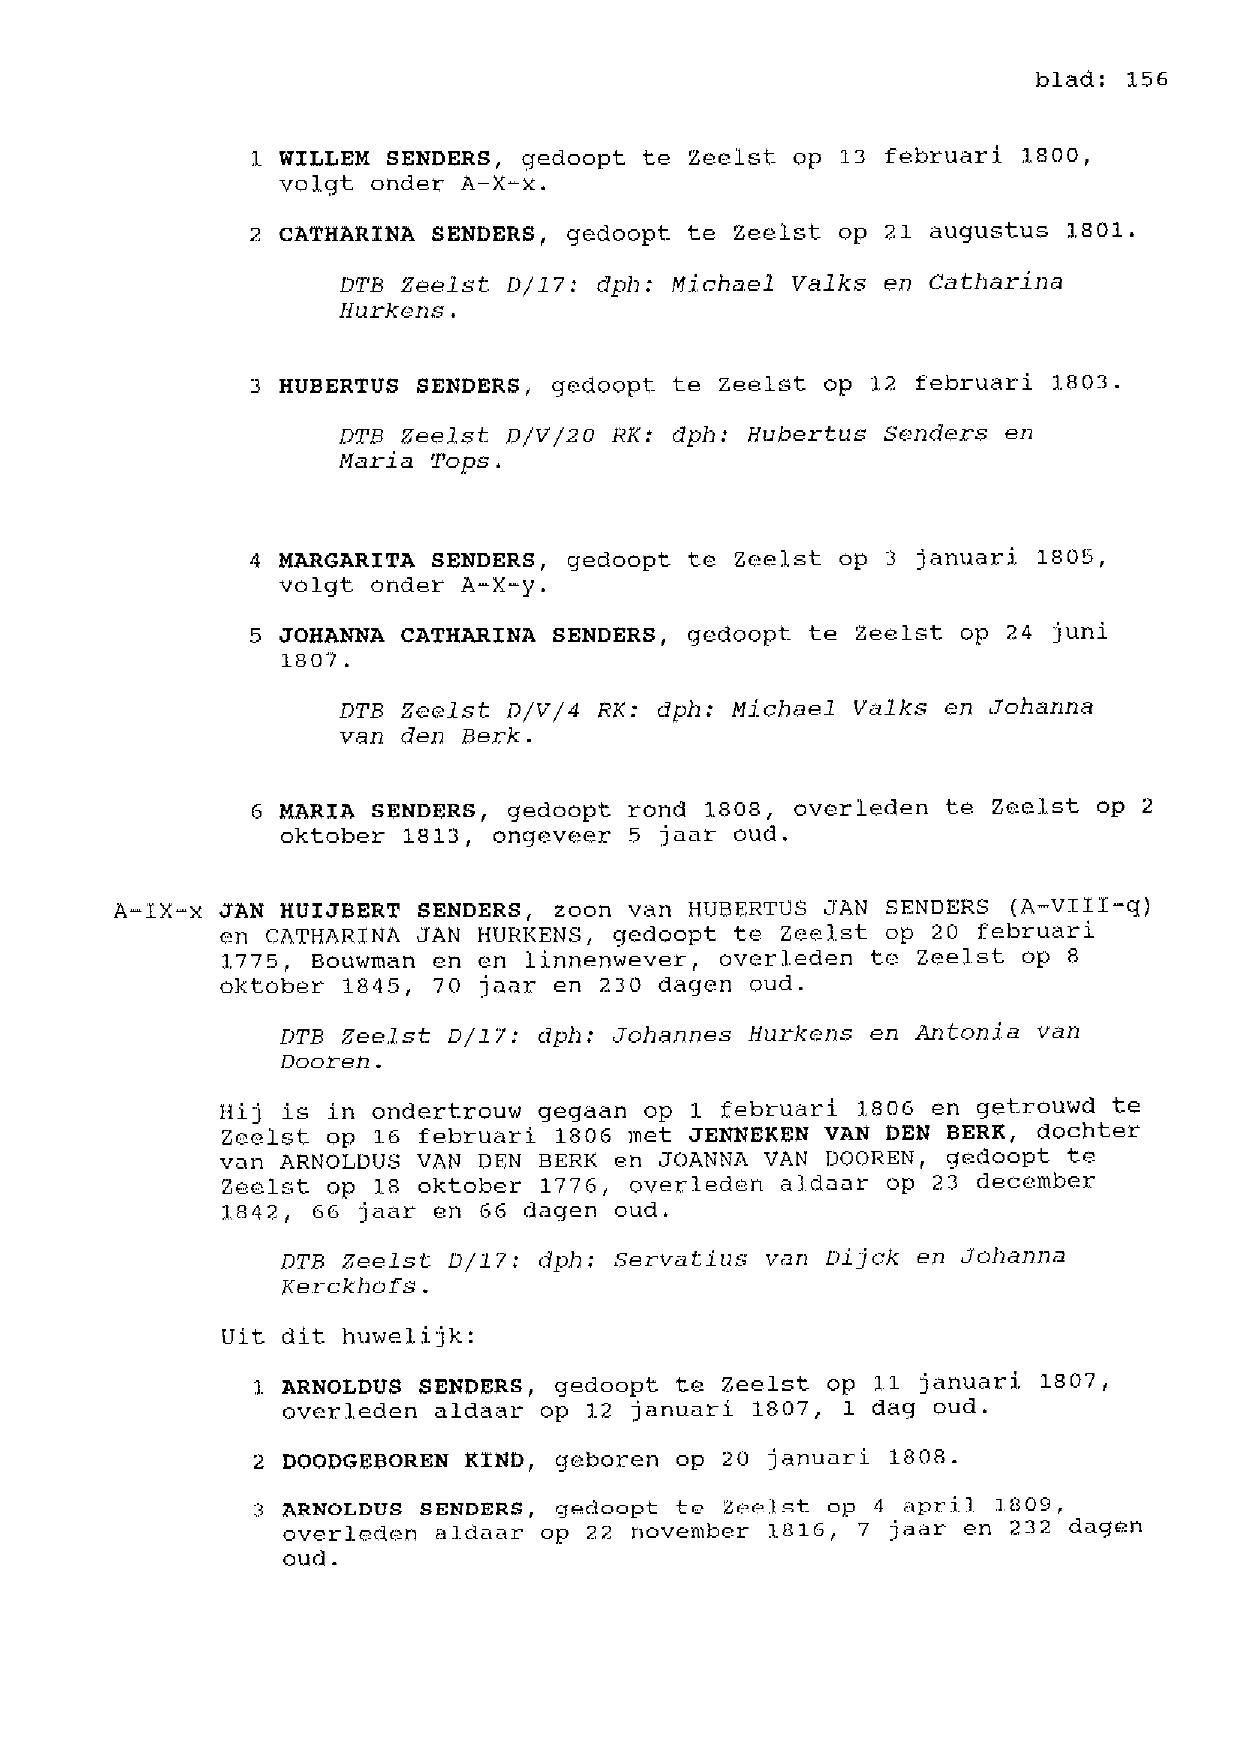 blad: 156
1 WILLEM SENDERS, gedoopt te Zeelst op 13 februari 1800,
volgt onder A-X-x.
2 CATHARINA SENDERS, gedoopt te Zeelst op 21 augustus 1801.
DTB Zeelst D/17: dph: Michael Valks en Catharina
Hurkens.
3 HUBERTUS SENDERS, gedoopt te Zeelst op 12 februari 1803.
DTB Zeelst D/V/20 RK: dph: Hubertus Senders en
Maria Tops.
4 MARGARITA SENDERS, gedoopt te Zeelst op 3 januari 1805,
volgt onder A-X-y.
5 JOHANNA CATHARINA SENDERS, gedoopt te Zeelst op 24 juni
1807.
DTB Zeelst D/V/4 RK: dph: Michael Valks en Johanna
van den Berk.
6 MARIA SENDERS, gedoopt rond 1808, overleden te Zeelst op 2
oktober 1813, ongeveer 5 jaar oud.
A-IX-x JAN HUIJBERT SENDERS, zoon van HUBERTUS JAN SENDERS (A-VIII-q)
en CATHARINA JAN HURKENS, gedoopt te Zeelst op 20 februari
1775, Bouwman en en linnenwever, overleden te Zeelst op 8
oktober 1845, 70 jaar en 230 dagen oud.
DTB Zeelst D/17: dph: Johannes Hurkens en Antonia van
Dooren.
Hij is in ondertrouw gegaan op 1 februari 1806 en getrouwd te
Zeelst op 16 februari 1806 met JENNEKEN VAN DEN BERK, dochter
van ARNOLDUS VAN DEN BERK en JOANNA VAN DOOREN, gedoopt te
Zeelst op 18 oktober 1776, overleden aldaar op 23 december
1842, 66 jaar en 66 dagen oud.
DTB Zeelst D/17: dph: Servatius van Dijck en Johanna
Kerckhofs.
Uit dit huwelijk:
1 ARNOLDUS SENDERS, gedoopt te Zeelst op 11 januari 1807,
overleden aldaar op 12 januari 1807, 1 dag oud.
2 DOODGEBOREN KIND, geboren op 20 januari 1808.
3 ARNOLDUS SENDERS, gedoopt te Zeelst op 4 april 1809,
overleden aldaar op 22 november 1816, 7 jaar en 232 dagen
oud.